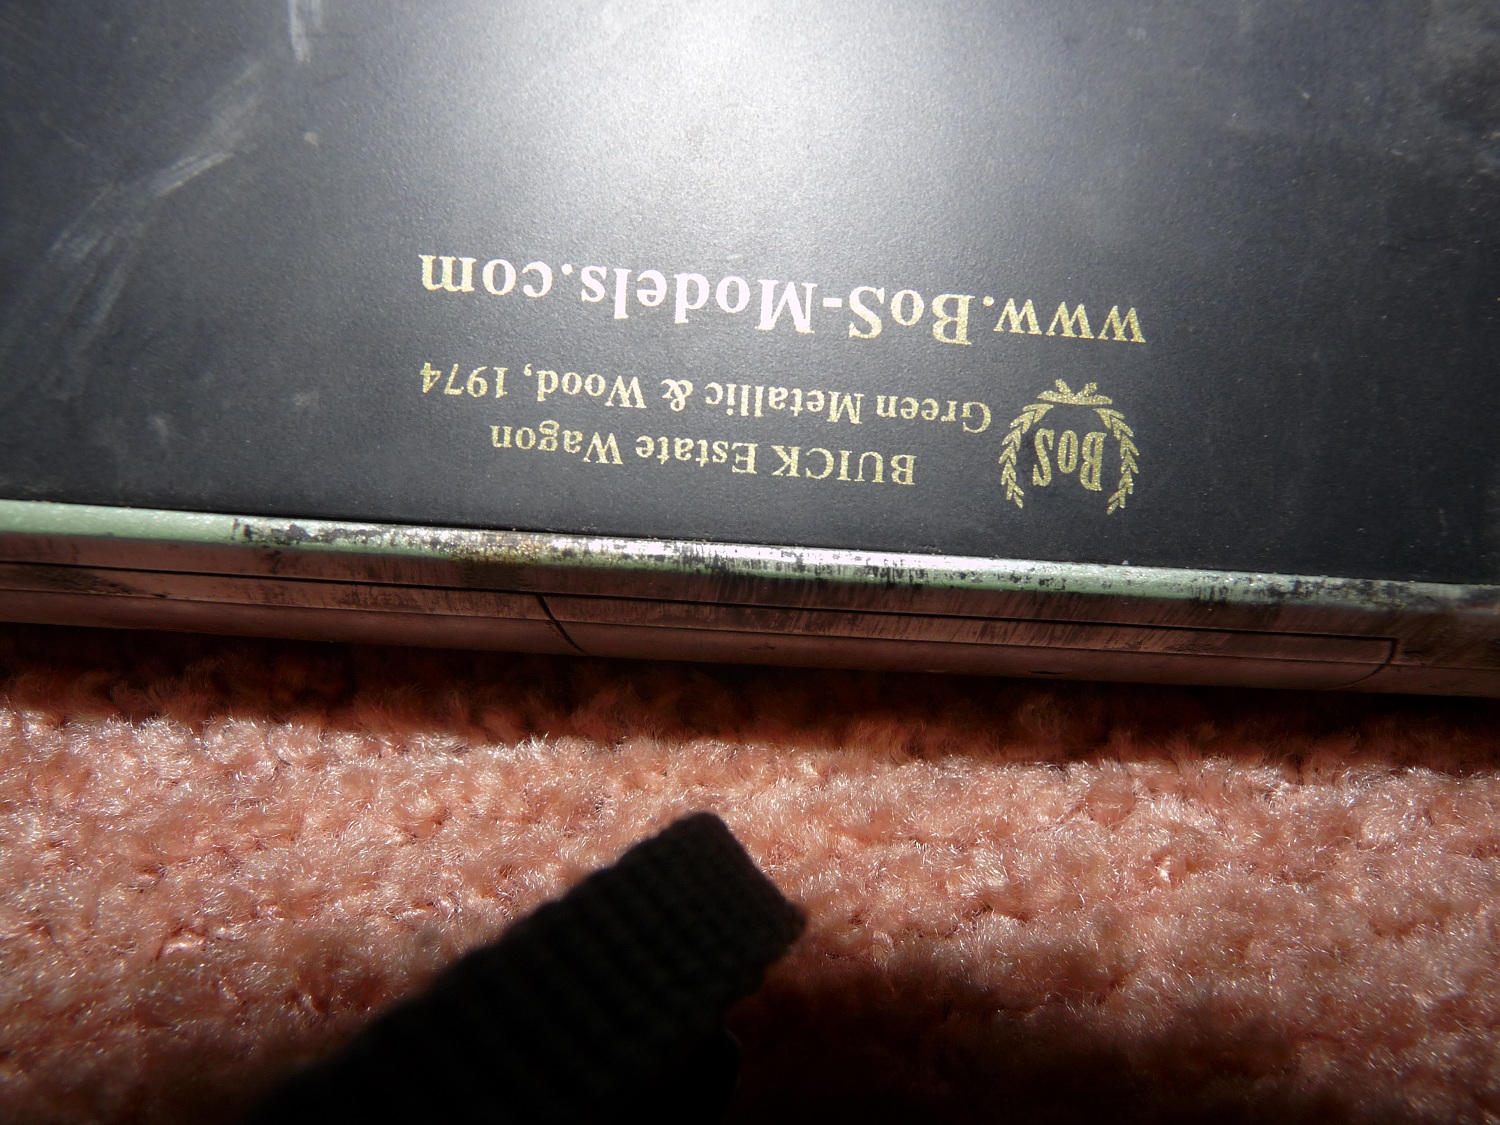 BoS
BUICK Estate Wagon
Green Metallic & Wood, 1974
www.BoS-Models.com